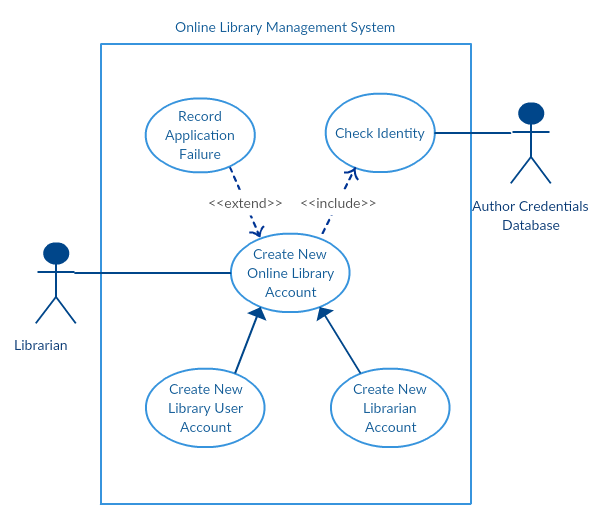 Online Library Management System
Record
Application
Failure
Check Identity
Author Credentials
Database
<<extend>>
<<include>>
Create New
Online Library
Account
Librarian
Create New
Library User
Account
Create New
Librarian
Account